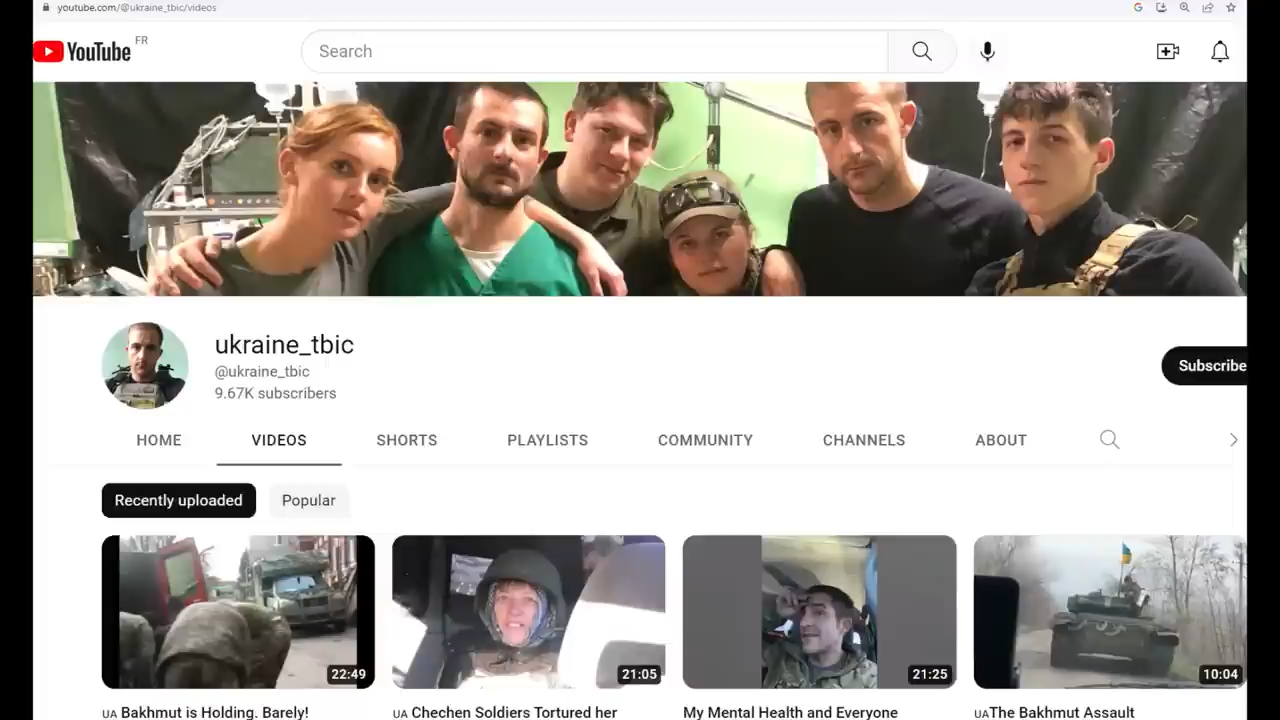 youtube.com/@ukraine_tbic/videos
YouTube FR
Search
ukraine_tbic
@ukraine_tbic
9.67K subscribers
Subscribe
HOME VIDEOS SHORTS PLAYLISTS COMMUNITY CHANNELS ABOUT
Recently uploaded Popular
22:49 21:05 21:25 10:04
UA Bakhmut is Holding. Barely! UA Chechen Soldiers Tortured her My Mental Health and Everyone UAThe Bakhmut Assault